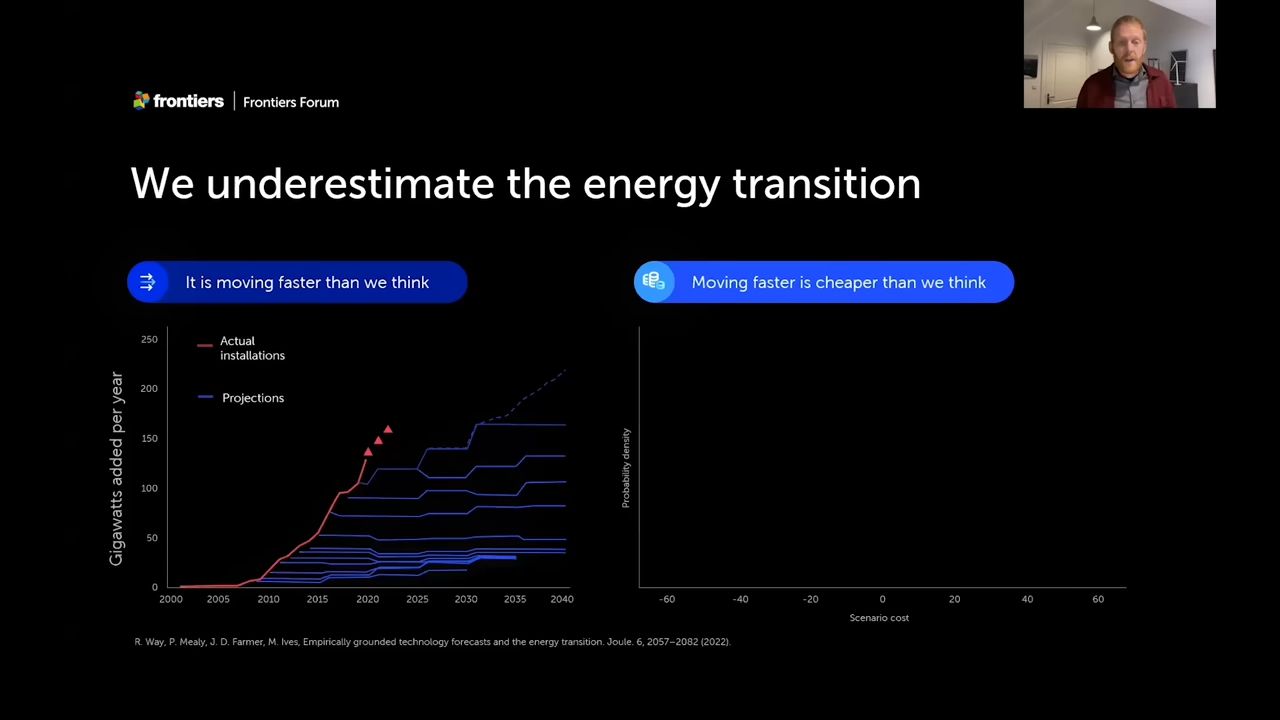 frontiers | Frontiers Forum
We underestimate the energy transition
It is moving faster than we think
Moving faster is cheaper than we think
Gigawatts added per year
250
200
150
100
50
0
Actual
installations
Projections
2000 2005 2010 2015 2020 2025 2030 2035 2040
Probability density
-60 -40 -20 0 20 40 60
Scenario cost
R. Way, P. Mealy, J. D. Farmer, M. Ives, Empirically grounded technology forecasts and the energy transition. Joule. 6, 2057–2082 (2022).